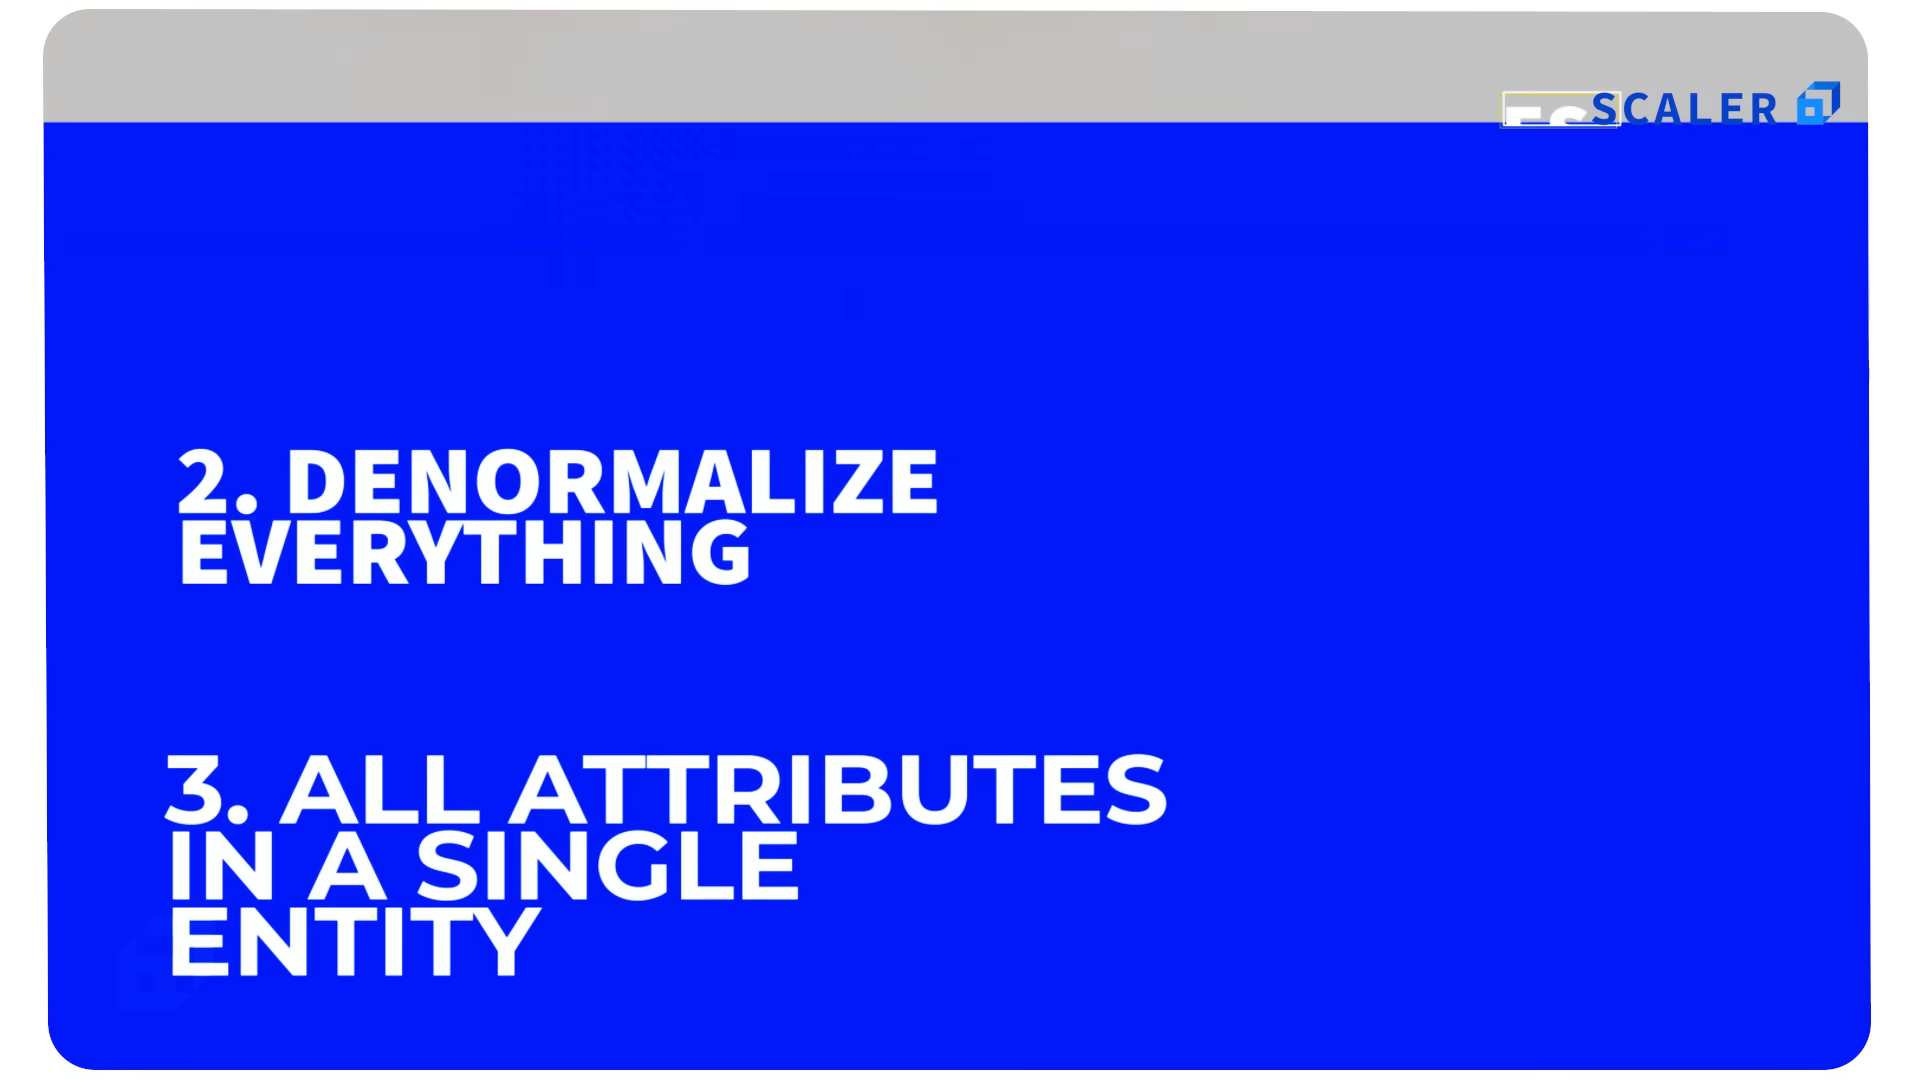 SCALER
2. DENORMALIZE
EVERYTHING
3. ALL ATTRIBUTES
IN A SINGLE
ENTITY